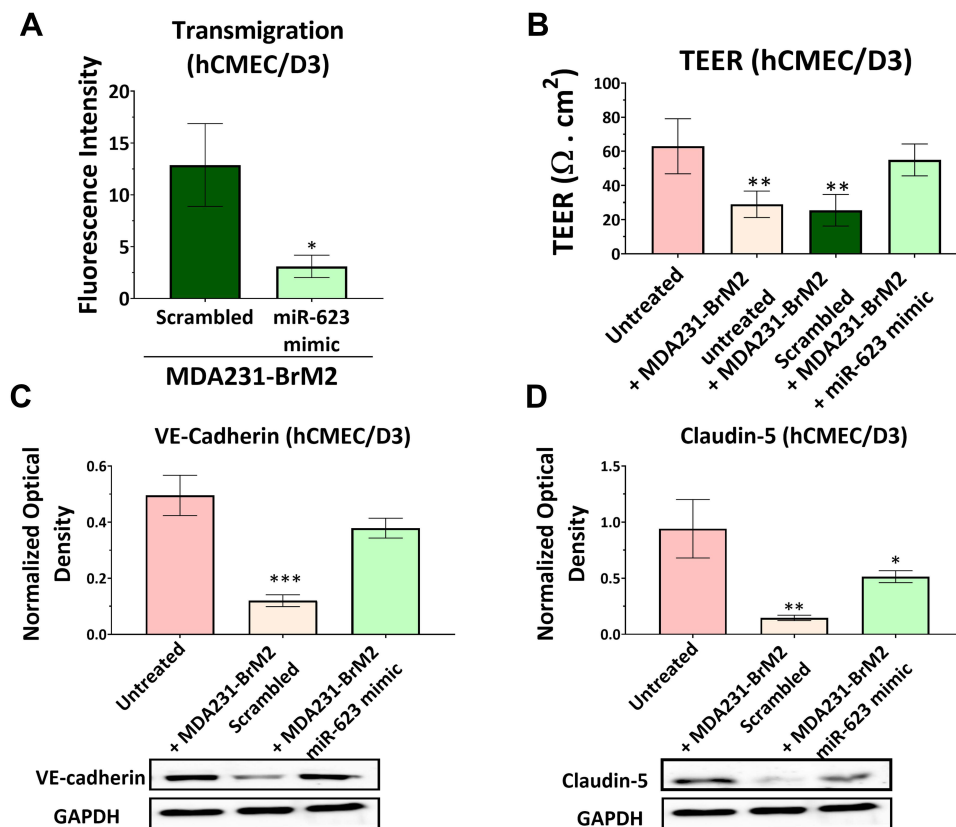 A
Transmigration
(hCMEC/D3)
Fluorescence Intensity
20
15
10
5
0
*
Scrambled
miR-623
mimic
MDA231-BrM2
B
TEER (hCMEC/D3)
TEER (Ω . cm²)
100
80
60
40
20
0
**
**
Untreated
+ MDA231-BrM2
untreated
+ MDA231-BrM2
Scrambled
+ MDA231-BrM2
+ miR-623 mimic
C
VE-Cadherin (hCMEC/D3)
Normalized Optical
Density
0.6
0.4
0.2
0.0
***
Untreated
+ MDA231-BrM2
Scrambled
+ MDA231-BrM2
miR-623 mimic
VE-cadherin
GAPDH
D
Claudin-5 (hCMEC/D3)
Normalized Optical
Density
1.5
1.0
0.5
0.0
**
*
Untreated
+ MDA231-BrM2
Scrambled
+ MDA231-BrM2
miR-623 mimic
Claudin-5
GAPDH